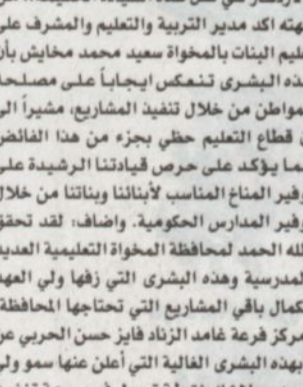 جهته اكد مدير التربية والتعليم والمشرف على
تعليم البنات بالمخواة سعيد محمد مخايش بأن
هذه البشرى تنعكس ايجاباً على مصلحة
المواطن من خلال تنفيذ المشاريع، مشيراً الى
قطاع التعليم حظي بجزء من هذا الفائض
مما يؤكد على حرص قيادتنا الرشيدة على
توفير المناخ المناسب لأبنائنا وبناتنا من خلال
توفير المدارس الحكومية. واضاف: لقد تحقق
لله الحمد لمحافظة المخواة التعليمية العديد
المدرسية وهذه البشرى التي زفها ولي العهد
كمال باقي المشاريع التي تحتاجها المحافظة
مركز فرعة غامد الزناد فايز حسن الحربي عن
بهذه البشرى الغالية التي أعلن عنها سمو ولي